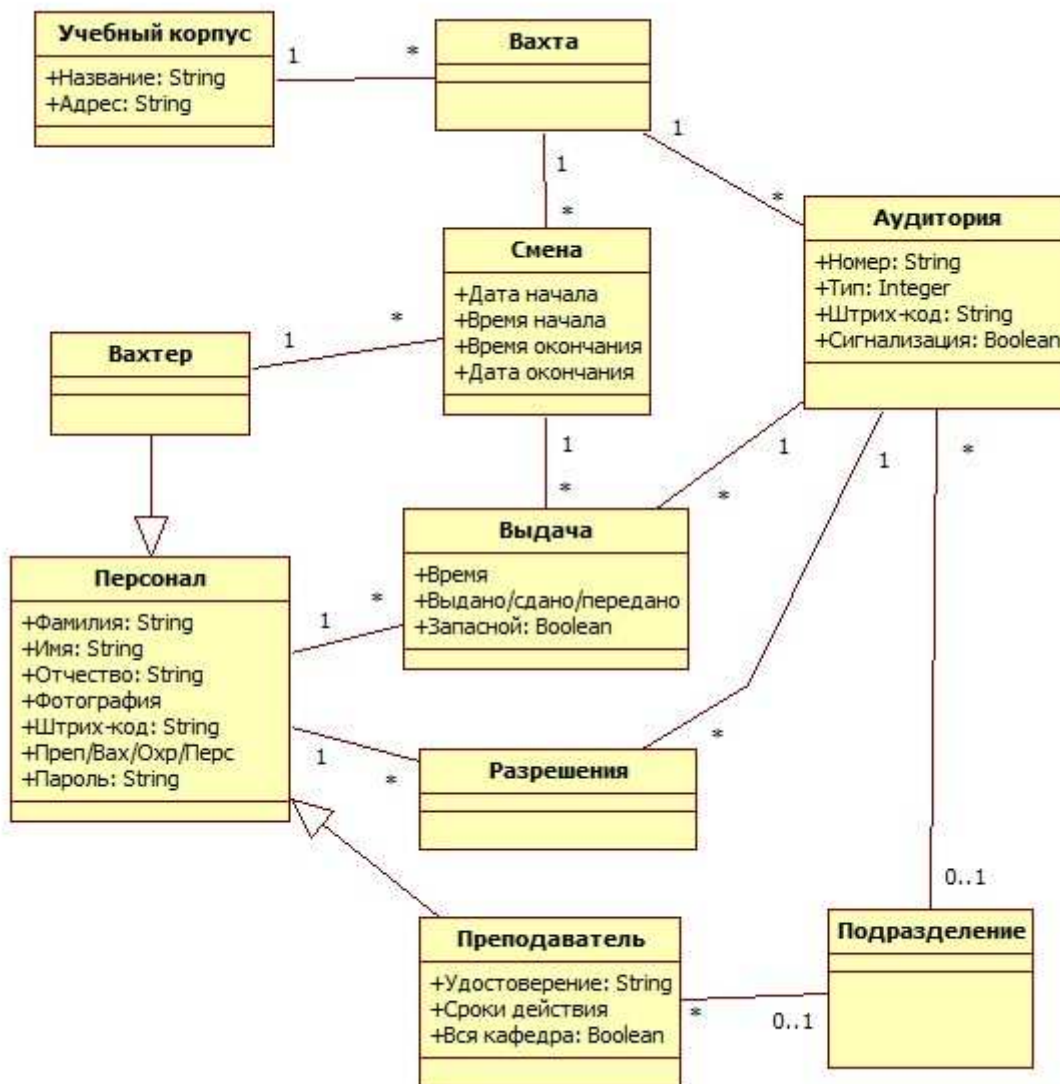 Учебный корпус
+Название: String
+Адрес: String
1
*
Вахта
1
*
1
*
Аудитория
+Номер: String
+Тип: Integer
+Штрих-код: String
+Сигнализация: Boolean
Смена
+Дата начала
+Время начала
+Время окончания
+Дата окончания
Вахтер
1
*
1
*
1
*
1
*
Выдача
+Время
+Выдано/сдано/передано
+Запасной: Boolean
Персонал
+Фамилия: String
+Имя: String
+Отчество: String
+Фотография
+Штрих-код: String
+Преп/Вах/Охр/Перс
+Пароль: String
1
*
1
*
*
Разрешения
*
0..1
Преподаватель
+Удостоверение: String
+Сроки действия
+Вся кафедра: Boolean
*
0..1
Подразделение